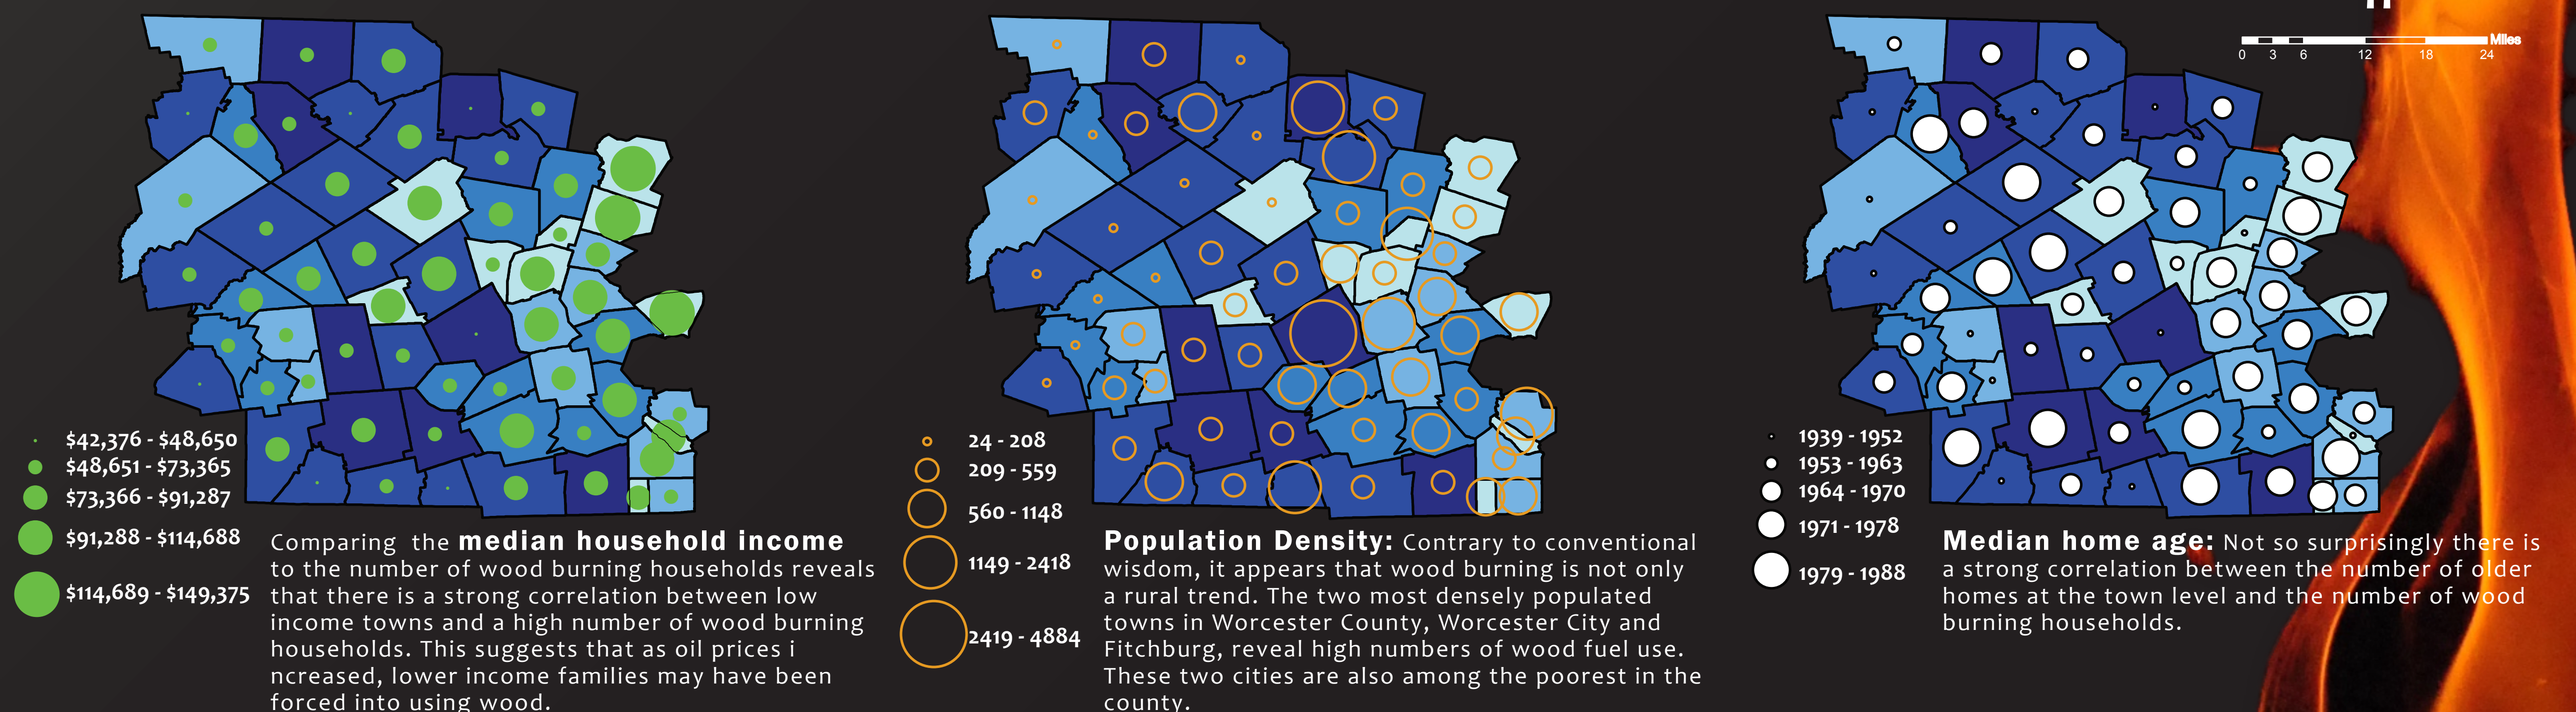 Miles
0 3 6 12 18 24
$42,376 - $48,650
$48,651 - $73,365
$73,366 - $91,287
$91,288 - $114,688
$114,689 - $149,375
Comparing the median household income
to the number of wood burning households reveals
that there is a strong correlation between low
income towns and a high number of wood burning
households. This suggests that as oil prices i
ncreased, lower income families may have been
forced into using wood.
24 - 208
209 - 559
560 - 1148
1149 - 2418
2419 - 4884
Population Density: Contrary to conventional
wisdom, it appears that wood burning is not only
a rural trend. The two most densely populated
towns in Worcester County, Worcester City and
Fitchburg, reveal high numbers of wood fuel use.
These two cities are also among the poorest in the
county.
1939 - 1952
1953 - 1963
1964 - 1970
1971 - 1978
1979 - 1988
Median home age: Not so surprisingly there is
a strong correlation between the number of older
homes at the town level and the number of wood
burning households.